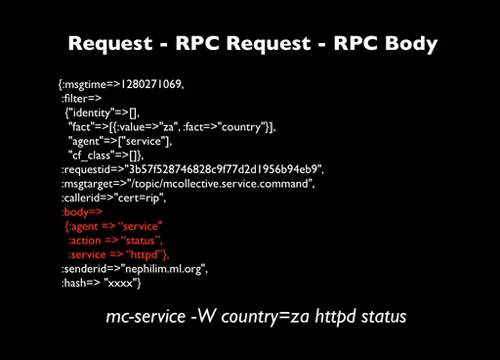 Request - RPC Request - RPC Body
{:msgtime=>1280271069,
:filter=>
{"identity"=>[],
"fact"=>[{:value=>"za", :fact=>"country"}],
"agent"=>["service"],
"cf_class"=>[]},
:requestid=>"3b57f528746828c9f77d2d1956b94eb9",
:msgtarget=>"/topic/mcollective.service.command",
:callerid=>"cert=rip",
:body=>
{:agent => “service"
:action => “status”,
:service => “httpd”},
:senderid=>"nephilim.ml.org",
:hash=> "xxxx"}
mc-service -W country=za httpd status